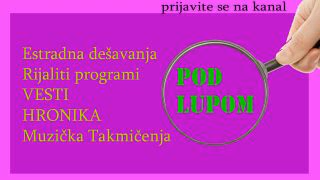 prijavite se na kanal
Estradna dešavanja
Rijaliti programi
VESTI
HRONIKA
Muzička Takmičenja
POD
LUPOM